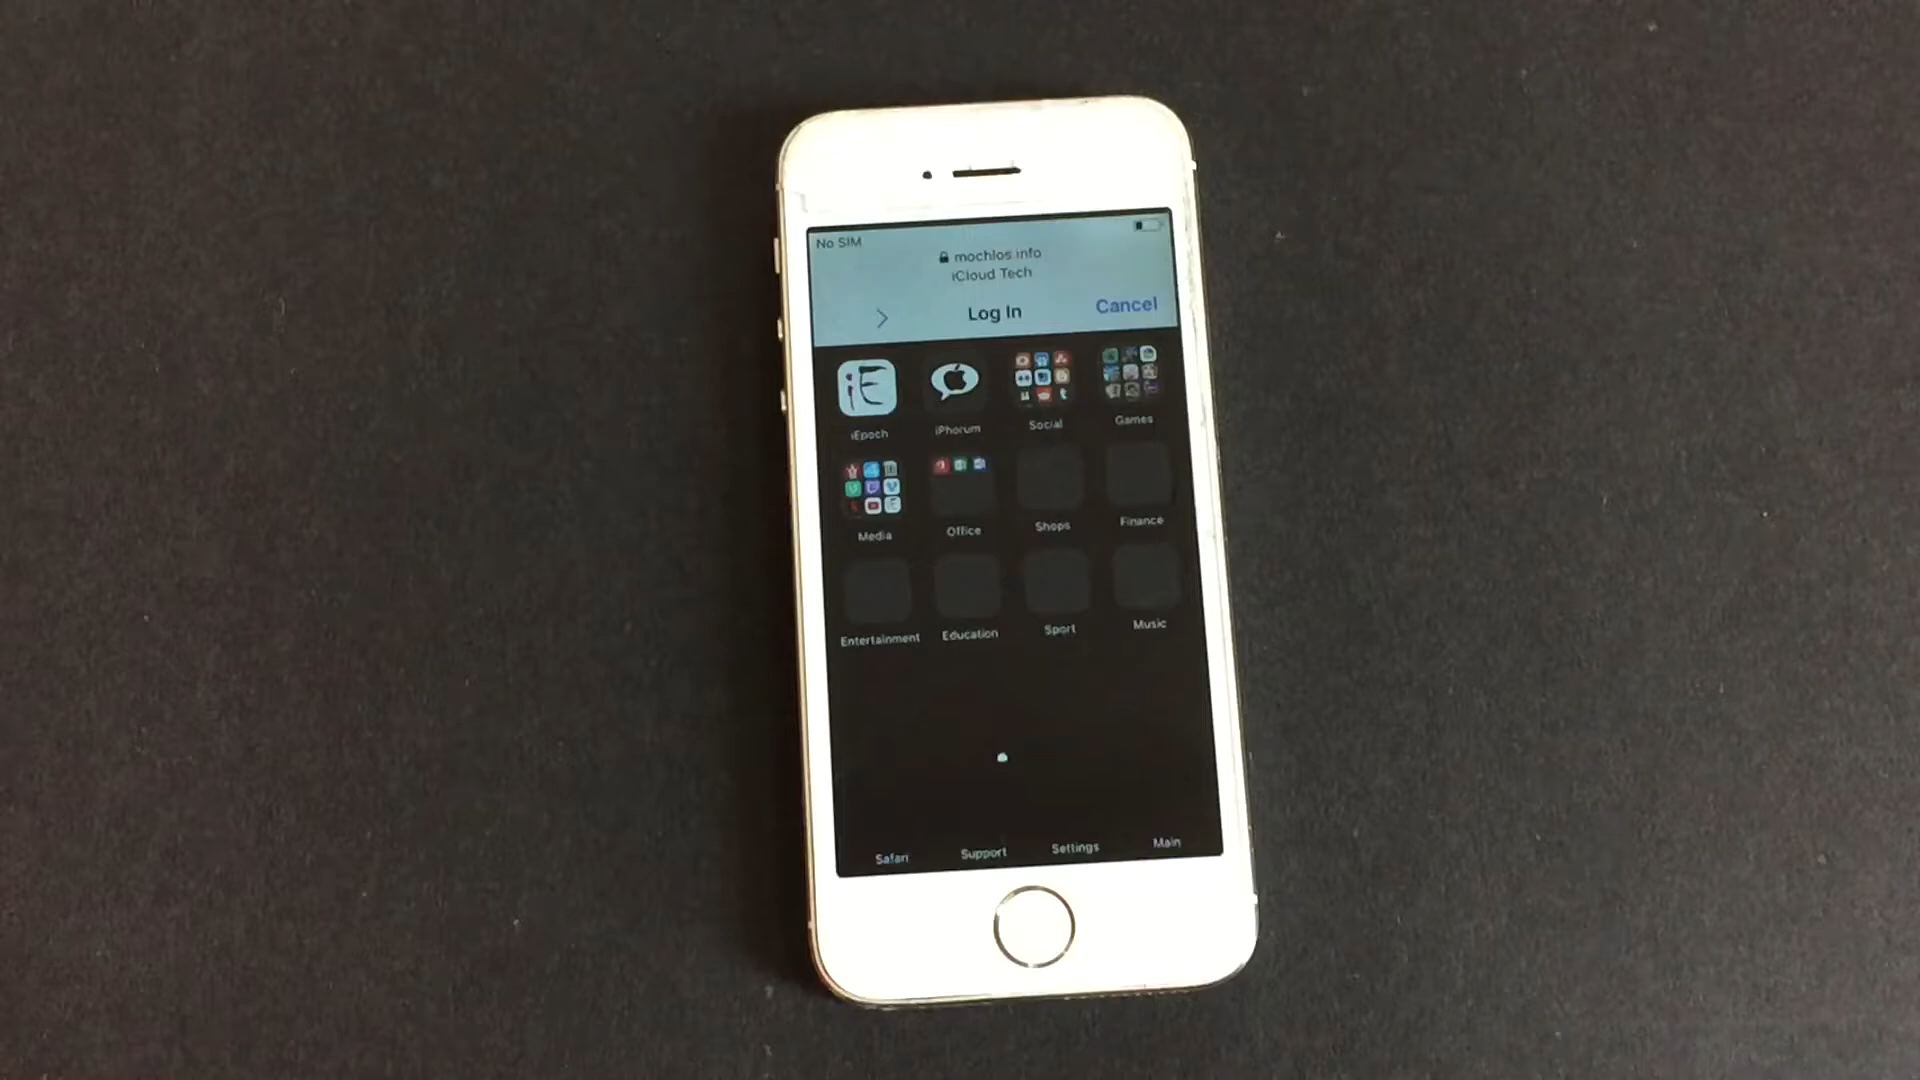 No SIM
mochlos.info
iCloud Tech
Log In
Cancel
iE
iEpoch
iPhorum
Social
Games
Media
Office
Shops
Finance
Entertainment
Education
Sport
Music
Safari
Support
Settings
Main